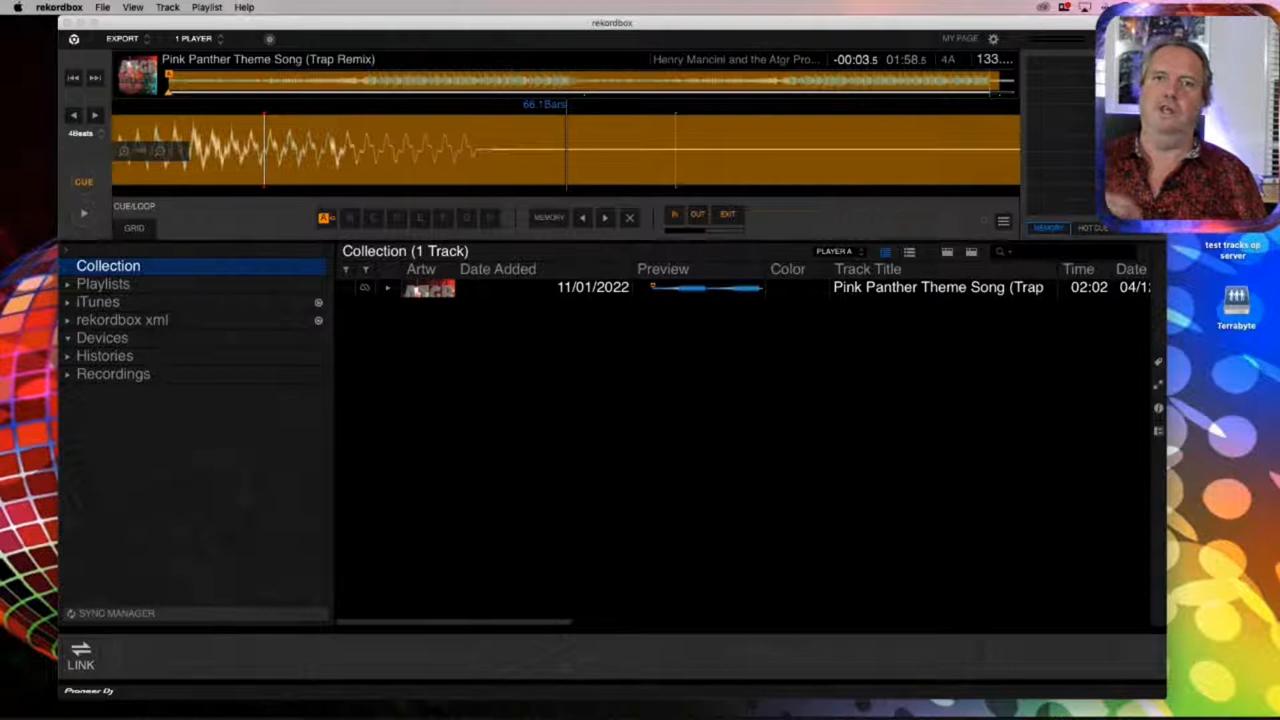 rekordbox File View Track Playlist Help
rekordbox
EXPORT 1 PLAYER MY PAGE
Pink Panther Theme Song (Trap Remix) Henry Mancini and the Atgr Pro... -00:03.5 01:58.5 4A 133....
66.1Bars
4Beats
CUE
CUE/LOOP
GRID
A MEMORY IN OUT EXIT
MEMORY HOT CUE
Collection (1 Track) PLAYER A
Artw Date Added Preview Color Track Title Time Date
11/01/2022 Pink Panther Theme Song (Trap 02:02 04/1
Collection
Playlists
iTunes
rekordbox xml
Devices
Histories
Recordings
SYNC MANAGER
LINK
Pioneer Dj
test tracks op
server
Terrabyte